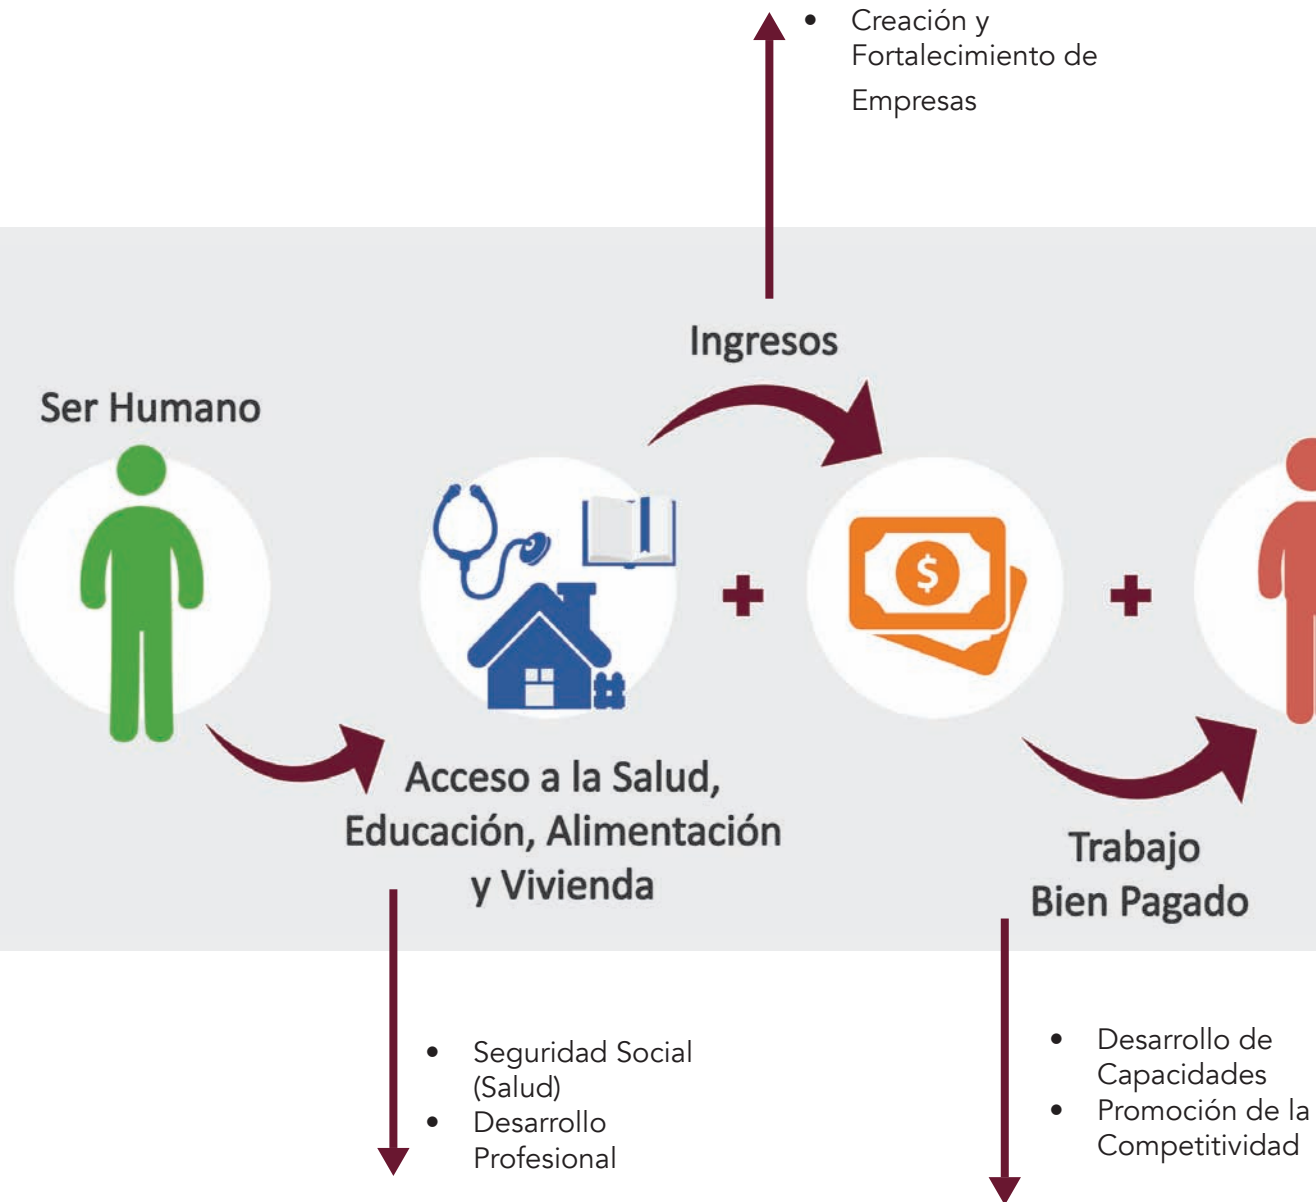 • Creación y
Fortalecimiento de
Empresas
Ingresos
Ser Humano
$
Acceso a la Salud,
Educación, Alimentación
y Vivienda
Trabajo
Bien Pagado
• Seguridad Social
(Salud)
• Desarrollo
Profesional
• Desarrollo de
Capacidades
• Promoción de la
Competitividad